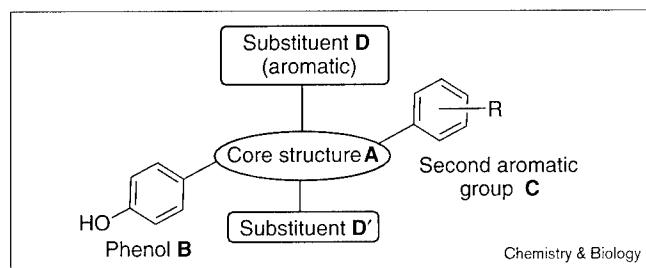 Substituent D
(aromatic)
R
Core structure A
Second aromatic
group C
HO
Substituent D′
Phenol B
Chemistry & Biology